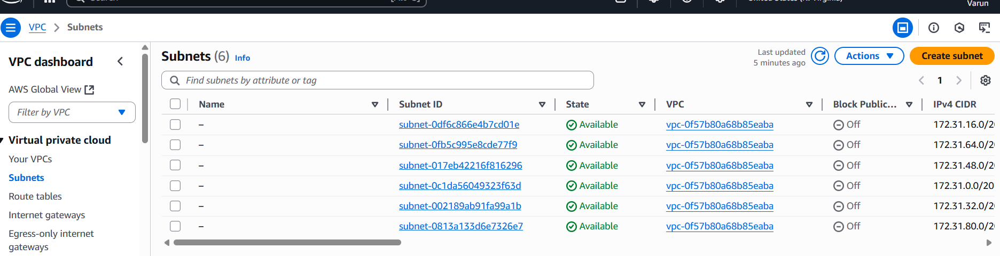 Varun
VPC > Subnets
VPC dashboard
AWS Global View
Filter by VPC
Virtual private cloud
Your VPCs
Subnets
Route tables
Internet gateways
Egress-only internet
gateways
Subnets (6) Info
Last updated
5 minutes ago
Actions
Create subnet
Find subnets by attribute or tag
1
Name Subnet ID State VPC Block Public... IPv4 CIDR
– subnet-0df6c866e4b7cd01e Available vpc-0f57b80a68b85eaba Off 172.31.16.0/2
– subnet-0fb5c995e8cde77f9 Available vpc-0f57b80a68b85eaba Off 172.31.64.0/2
– subnet-017eb42216f816296 Available vpc-0f57b80a68b85eaba Off 172.31.48.0/2
– subnet-0c1da56049323f63d Available vpc-0f57b80a68b85eaba Off 172.31.0.0/20
– subnet-002189ab91fa99a1b Available vpc-0f57b80a68b85eaba Off 172.31.32.0/2
– subnet-0813a133d6e7326e7 Available vpc-0f57b80a68b85eaba Off 172.31.80.0/2